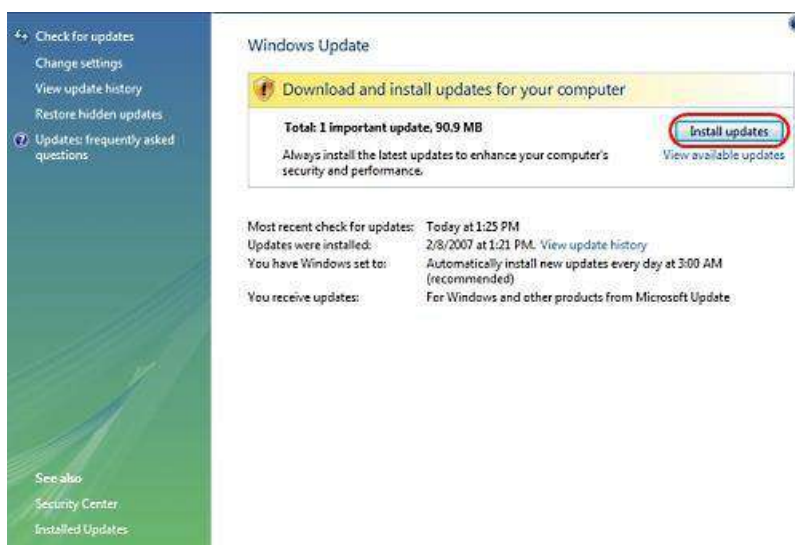 Check for updates
Change settings
View update history
Restore hidden updates
Updates: frequently asked
questions
See also
Security Center
Installed Updates
Windows Update
Download and install updates for your computer
Total: 1 important update, 90.9 MB
Install updates
Always install the latest updates to enhance your computer's
security and performance.
View available updates
Most recent check for updates: Today at 1:25 PM
Updates were installed: 2/8/2007 at 1:21 PM. View update history
You have Windows set to: Automatically install new updates every day at 3:00 AM
(recommended)
You receive updates: For Windows and other products from Microsoft Update